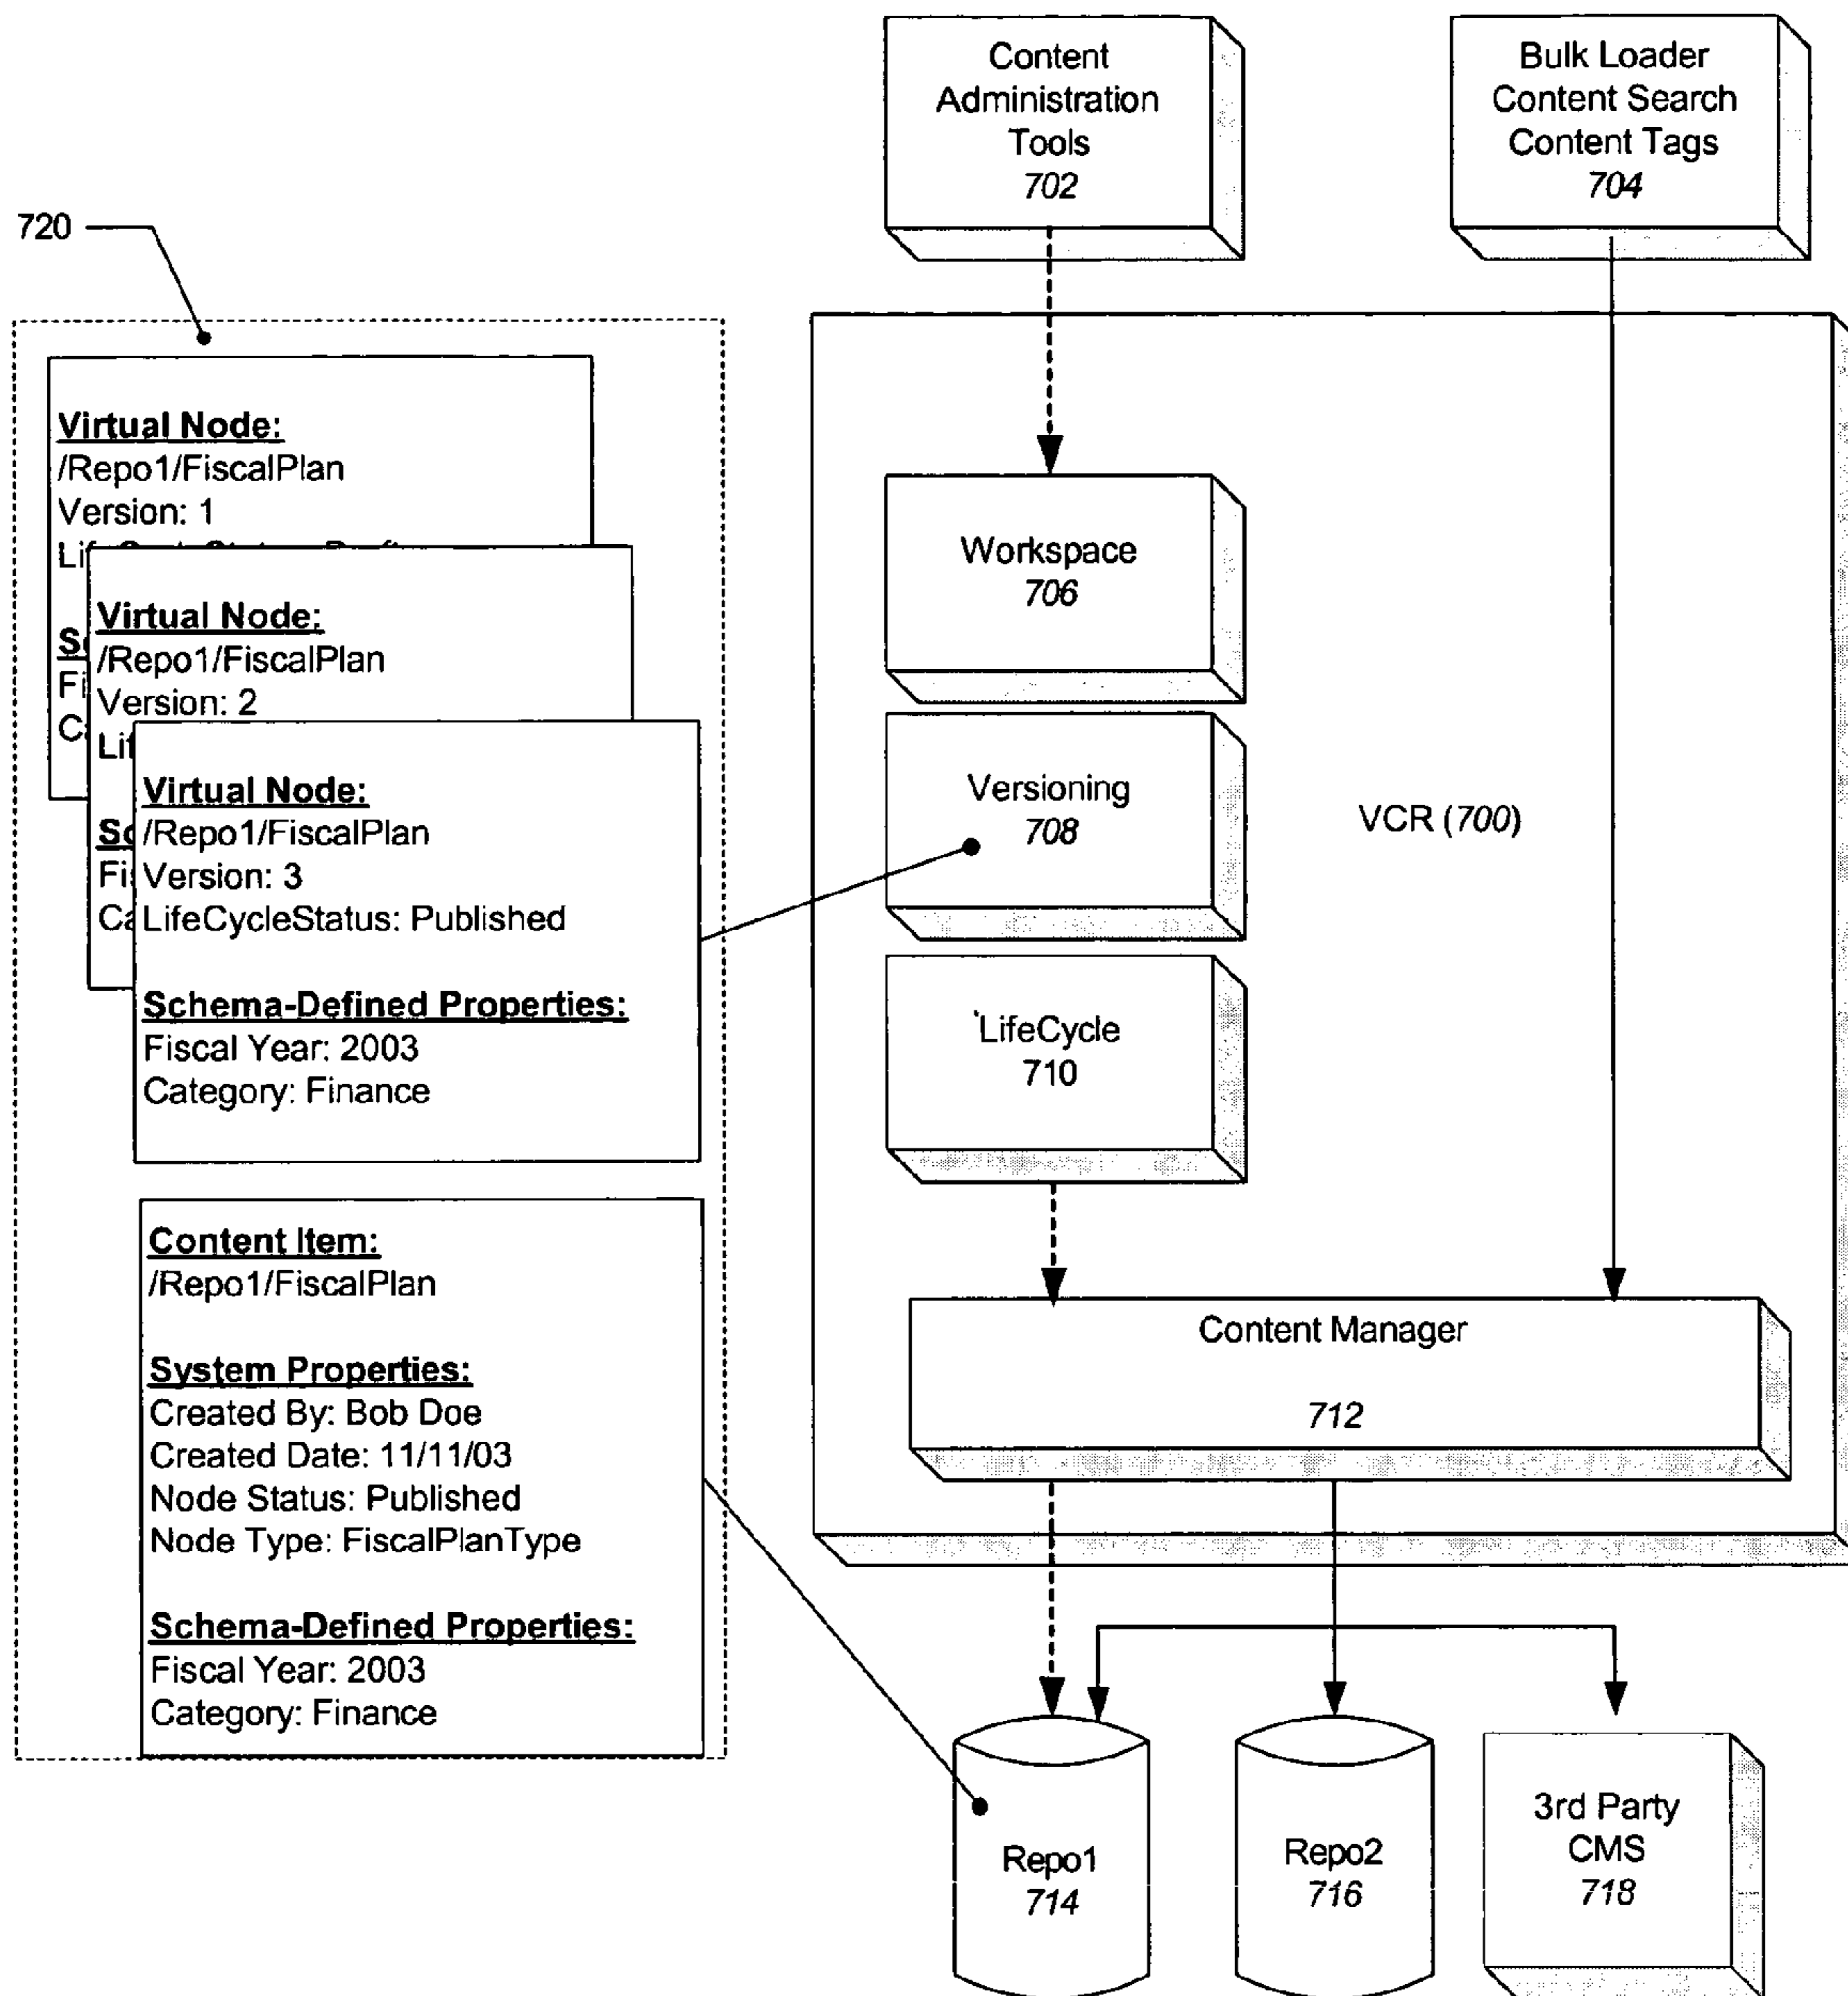 Content
Administration
Tools
702
Bulk Loader
Content Search
Content Tags
704
720
Virtual Node:
/Repo1/FiscalPlan
Version: 1
Virtual Node:
/Repo1/FiscalPlan
Version: 2
Virtual Node:
/Repo1/FiscalPlan
Version: 3
LifeCycleStatus: Published
Schema-Defined Properties:
Fiscal Year: 2003
Category: Finance
Content Item:
/Repo1/FiscalPlan
System Properties:
Created By: Bob Doe
Created Date: 11/11/03
Node Status: Published
Node Type: FiscalPlanType
Schema-Defined Properties:
Fiscal Year: 2003
Category: Finance
Workspace
706
Versioning
708
VCR (700)
LifeCycle
710
Content Manager
712
Repo1
714
Repo2
716
3rd Party
CMS
718